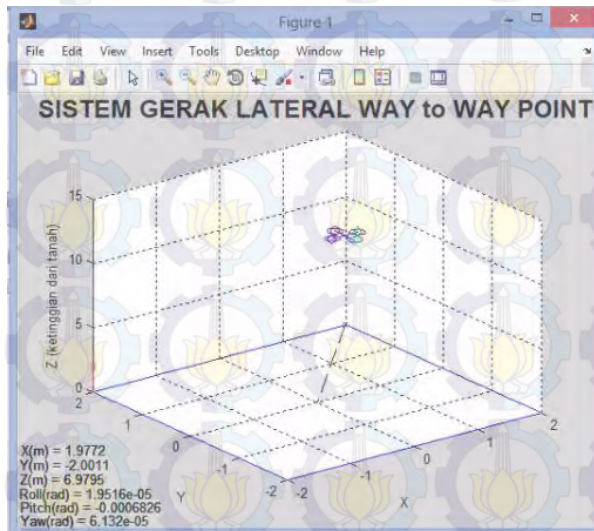 Figure 1
File Edit View Insert Tools Desktop Window Help
SISTEM GERAK LATERAL WAY to WAY POINT
15
10
5
0
Z (ketinggian dari tanah)
2
1
0
-1
-2
Y
-2
-1
0
1
2
X
X(m) = 1.9772
Y(m) = -2.0011
Z(m) = 6.9795
Roll(rad) = 1.9516e-05
Pitch(rad) = -0.0006826
Yaw(rad) = 6.132e-05